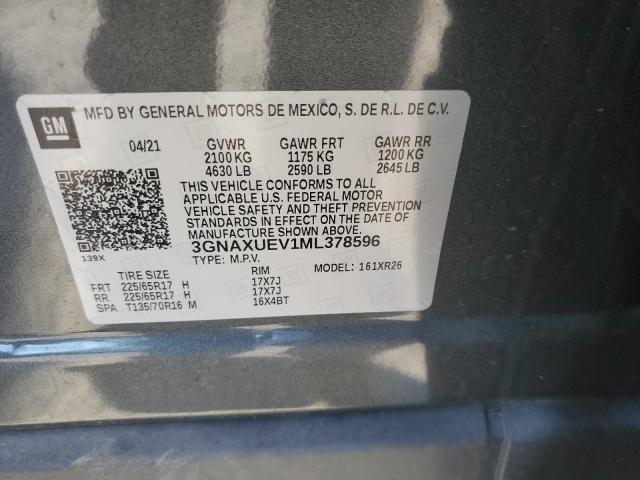 GM
MFD BY GENERAL MOTORS DE MEXICO, S. DE R.L. DE C.V.
04/21 GVWR GAWR FRT GAWR RR
2100 KG 1175 KG 1200 KG
4630 LB 2590 LB 2645 LB
THIS VEHICLE CONFORMS TO ALL
APPLICABLE U.S. FEDERAL MOTOR
VEHICLE SAFETY AND THEFT PREVENTION
STANDARDS IN EFFECT ON THE DATE OF
MANUFACTURE SHOWN ABOVE.
3GNAXUEV1ML378596
139X TYPE: M.P.V. MODEL: 161XR26
TIRE SIZE RIM
FRT 225/65R17 H 17X7J
RR 225/65R17 H 17X7J
SPA T135/70R16 M 16X4BT